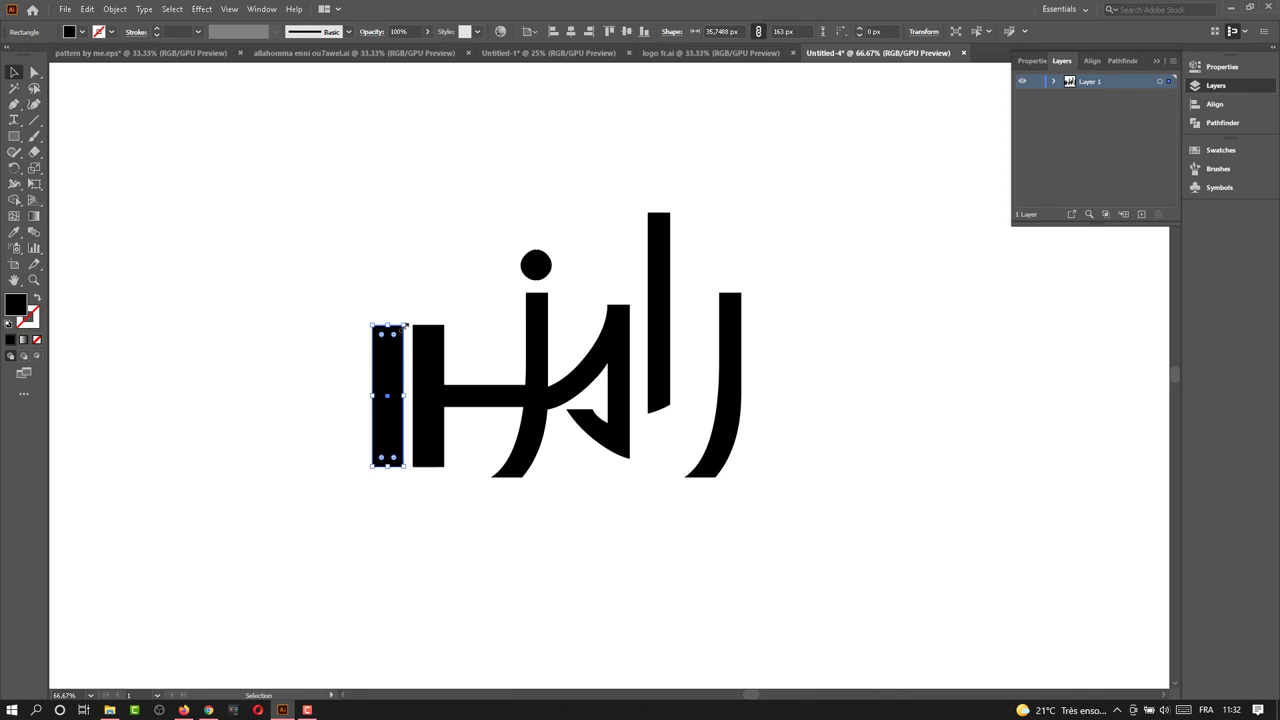 File Edit Object Type Select Effect View Window Help Essentials Search Adobe Stock
Rectangle Stroke: Basic Opacity: 100% Style: Shape: 35,7488 px 163 px 0 px Transform
pattern by me.eps* @ 33.33% (RGB/GPU Preview) allahomma enni ou7awel.ai @ 33.33% (RGB/GPU Preview) Untitled-1* @ 25% (RGB/GPU Preview) logo fr.ai @ 33.33% (RGB/GPU Preview) Untitled-4* @ 66.67% (RGB/GPU Preview)
Propertie Layers Align Pathfinde
Layer 1
1 Layer
Properties
Layers
Align
Pathfinder
Swatches
Brushes
Symbols
66,67% 1 Selection
21°C Très enso... FRA 11:32